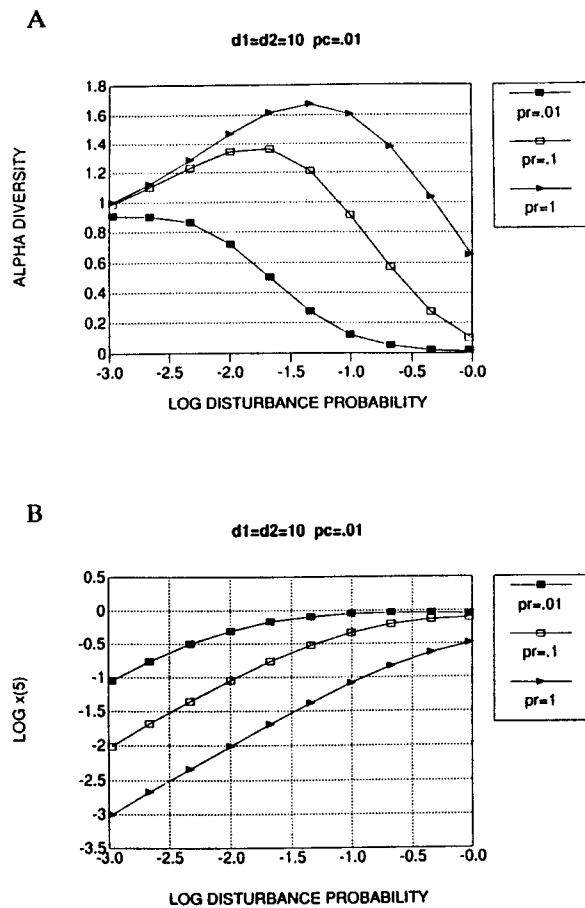 A
d1=d2=10 pc=.01
ALPHA DIVERSITY
1.8
1.6
1.4
1.2
1
0.8
0.6
0.4
0.2
0
-3.0 -2.5 -2.0 -1.5 -1.0 -0.5 -0.0
LOG DISTURBANCE PROBABILITY
pr=.01
pr=.1
pr=1
B
d1=d2=10 pc=.01
LOG x(5)
0.5
0
-0.5
-1
-1.5
-2
-2.5
-3
-3.5
-3.0 -2.5 -2.0 -1.5 -1.0 -0.5 -0.0
LOG DISTURBANCE PROBABILITY
pr=.01
pr=.1
pr=1